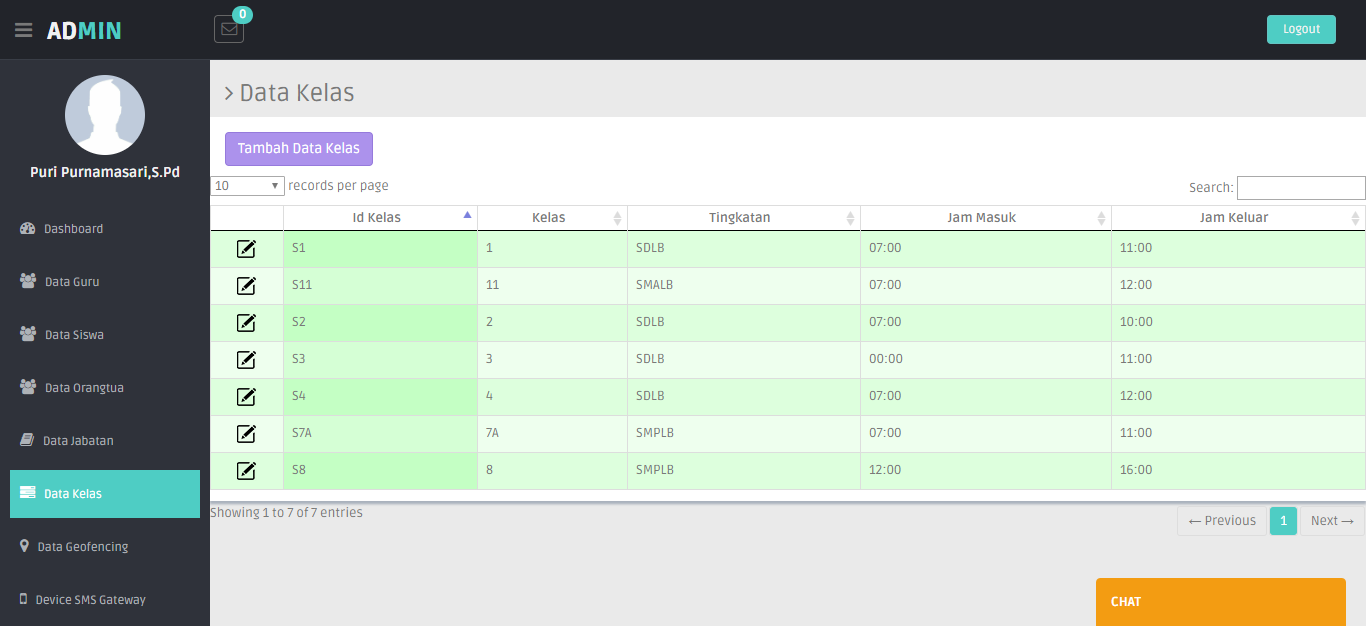 ADMIN
0
Logout
Puri Purnamasari,S.Pd
Dashboard
Data Guru
Data Siswa
Data Orangtua
Data Jabatan
Data Kelas
Data Geofencing
Device SMS Gateway
> Data Kelas
Tambah Data Kelas
10 records per page
Search:
Id Kelas Kelas Tingkatan Jam Masuk Jam Keluar
S1 1 SDLB 07:00 11:00
S11 11 SMALB 07:00 12:00
S2 2 SDLB 07:00 10:00
S3 3 SDLB 00:00 11:00
S4 4 SDLB 07:00 12:00
S7A 7A SMPLB 07:00 11:00
S8 8 SMPLB 12:00 16:00
Showing 1 to 7 of 7 entries
← Previous 1 Next →
CHAT